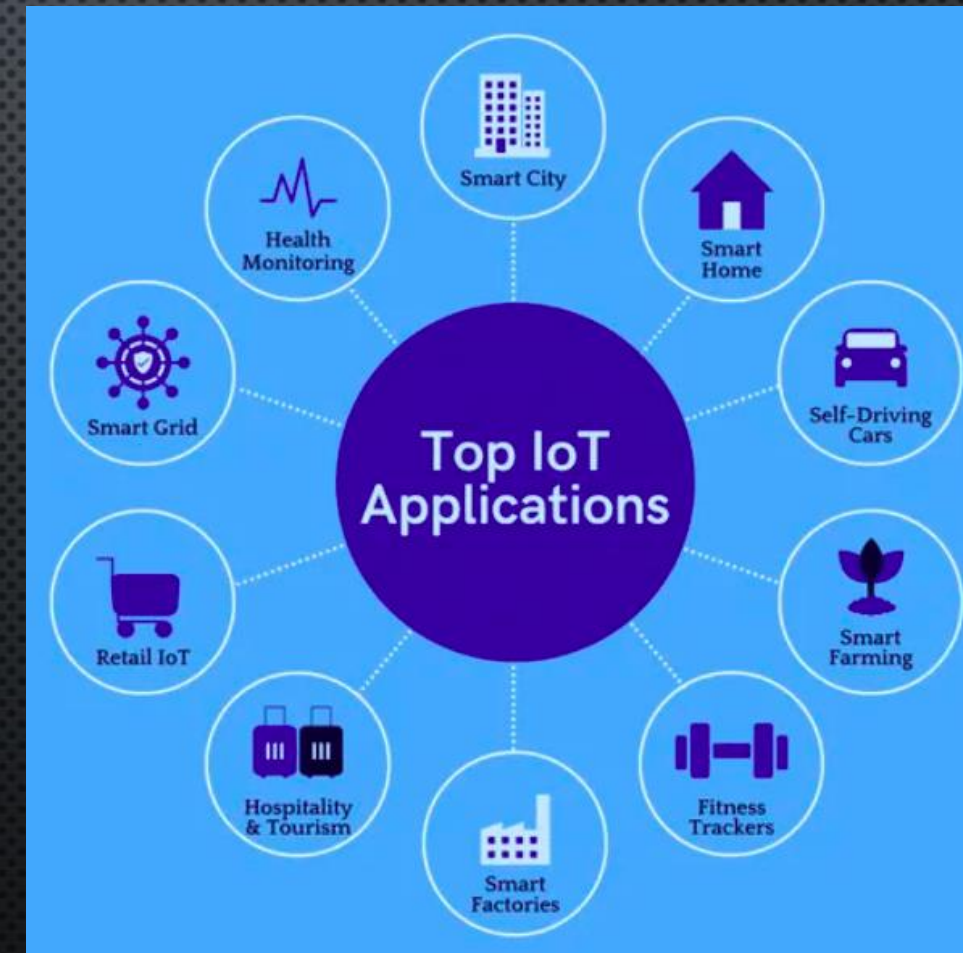 Top IoT
Applications
Smart City
Smart
Home
Self-Driving
Cars
Smart
Farming
Fitness
Trackers
Smart
Factories
Hospitality
& Tourism
Retail IoT
Smart Grid
Health
Monitoring